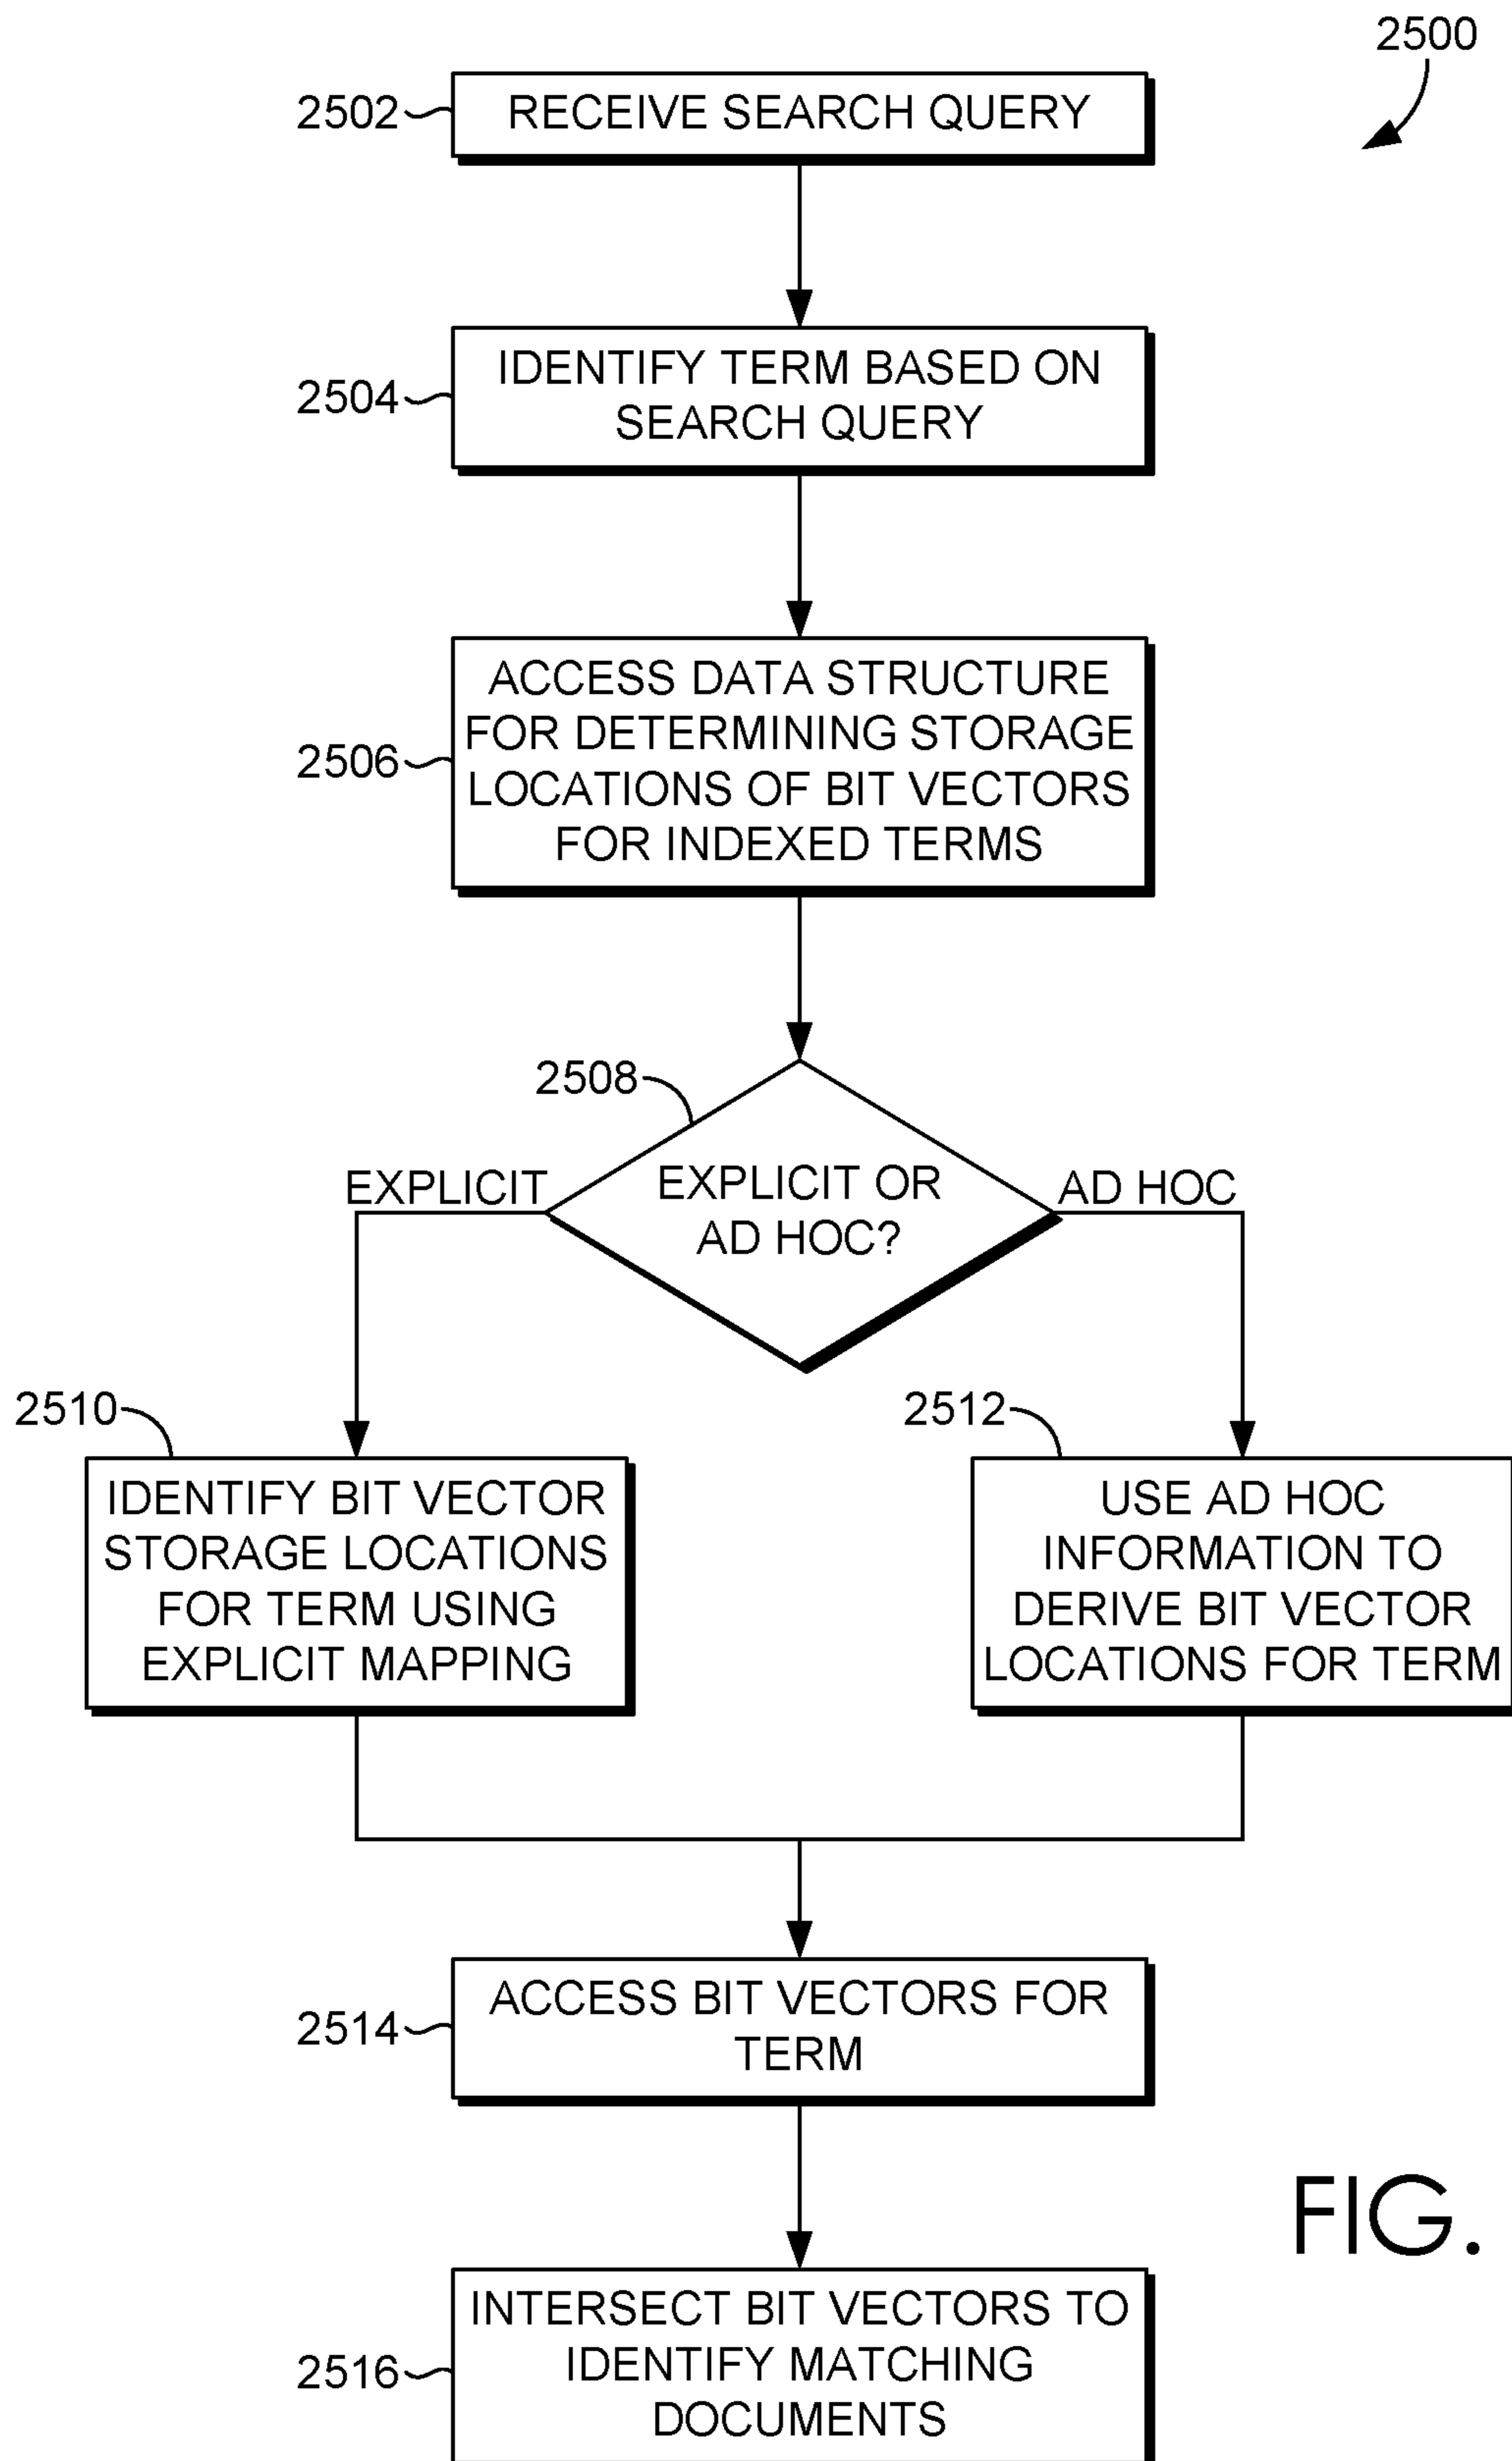 2500
2502
RECEIVE SEARCH QUERY
2504
IDENTIFY TERM BASED ON
SEARCH QUERY
2506
ACCESS DATA STRUCTURE
FOR DETERMINING STORAGE
LOCATIONS OF BIT VECTORS
FOR INDEXED TERMS
2508
EXPLICIT
EXPLICIT OR
AD HOC?
AD HOC
2510
IDENTIFY BIT VECTOR
STORAGE LOCATIONS
FOR TERM USING
EXPLICIT MAPPING
2512
USE AD HOC
INFORMATION TO
DERIVE BIT VECTOR
LOCATIONS FOR TERM
2514
ACCESS BIT VECTORS FOR
TERM
FIG.
2516
INTERSECT BIT VECTORS TO
IDENTIFY MATCHING
DOCUMENTS